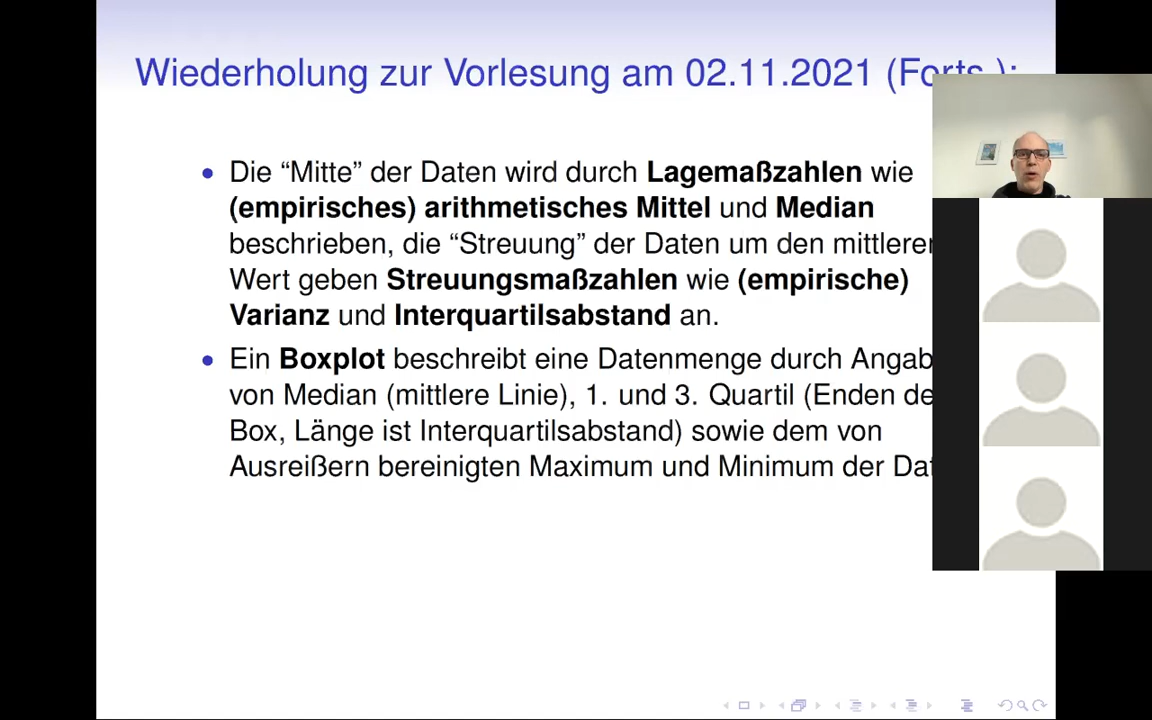 Wiederholung zur Vorlesung am 02.11.2021 (Forts.):
• Die “Mitte” der Daten wird durch Lagemaßzahlen wie
(empirisches) arithmetisches Mittel und Median
beschrieben, die “Streuung” der Daten um den mittleren
Wert geben Streuungsmaßzahlen wie (empirische)
Varianz und Interquartilsabstand an.
• Ein Boxplot beschreibt eine Datenmenge durch Angab
von Median (mittlere Linie), 1. und 3. Quartil (Enden de
Box, Länge ist Interquartilsabstand) sowie dem von
Ausreißern bereinigten Maximum und Minimum der Dat